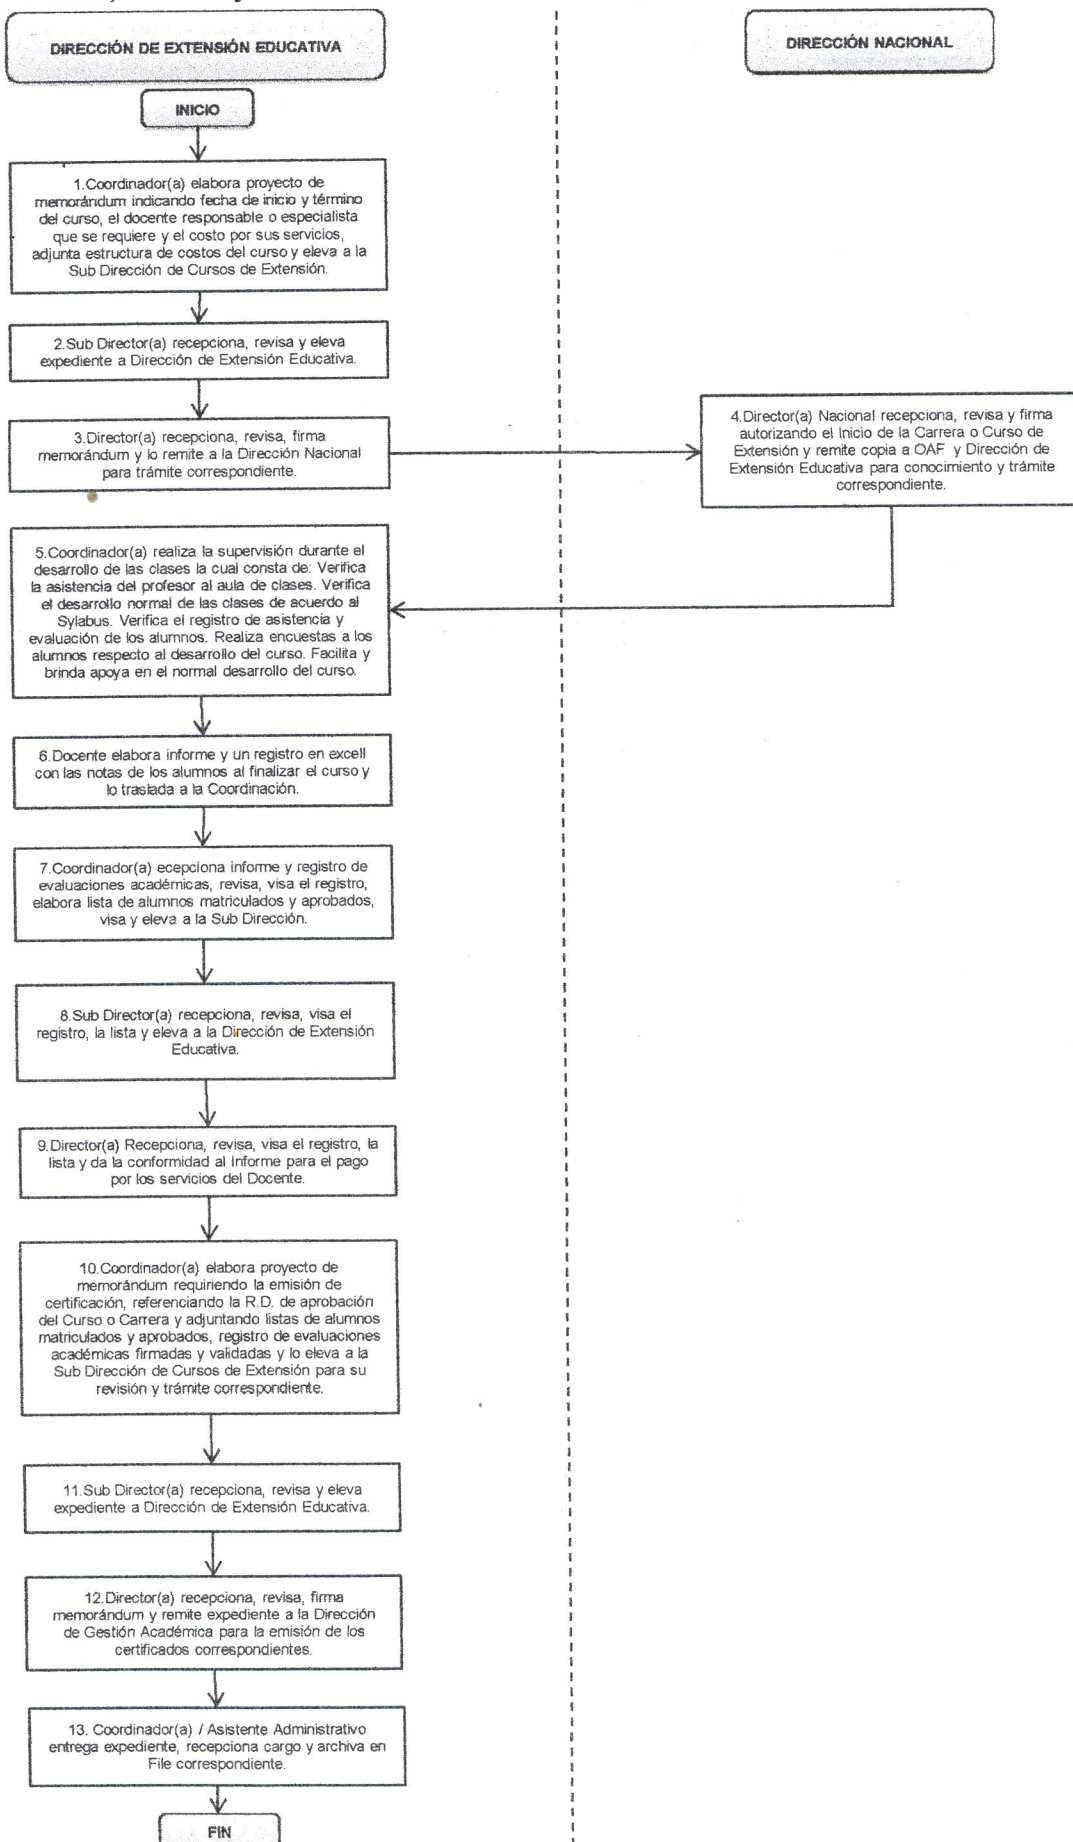 DIRECCIÓN DE EXTENSIÓN EDUCATIVA
DIRECCIÓN NACIONAL
INICIO
1.Coordinador(a) elabora proyecto de
memorándum indicando fecha de inicio y término
del curso, el docente responsable o especialista
que se requiere y el costo por sus servicios,
adjunta estructura de costos del curso y eleva a la
Sub Dirección de Cursos de Extensión.
2.Sub Director(a) recepciona, revisa y eleva
expediente a Dirección de Extensión Educativa.
3.Director(a) recepciona, revisa, firma
memorándum y lo remite a la Dirección Nacional
para trámite correspondiente.
4.Director(a) Nacional recepciona, revisa y firma
autorizando el Inicio de la Carrera o Curso de
Extensión y remite copia a OAF y Dirección de
Extensión Educativa para conocimiento y trámite
correspondiente.
5.Coordinador(a) realiza la supervisión durante el
desarrollo de las clases la cual consta de: Verifica
la asistencia del profesor al aula de clases. Verifica
el desarrollo normal de las clases de acuerdo al
Sylabus. Verifica el registro de asistencia y
evaluación de los alumnos. Realiza encuestas a los
alumnos respecto al desarrollo del curso. Facilita y
brinda apoya en el normal desarrollo del curso.
6.Docente elabora informe y un registro en excell
con las notas de los alumnos al finalizar el curso y
lo traslada a la Coordinación.
7.Coordinador(a) ecepciona informe y registro de
evaluaciones académicas, revisa, visa el registro,
elabora lista de alumnos matriculados y aprobados,
visa y eleva a la Sub Dirección.
8.Sub Director(a) recepciona, revisa, visa el
registro, la lista y eleva a la Dirección de Extensión
Educativa.
9.Director(a) Recepciona, revisa, visa el registro, la
lista y da la conformidad al Informe para el pago
por los servicios del Docente.
10.Coordinador(a) elabora proyecto de
memorándum requiriendo la emisión de
certificación, referenciando la R.D. de aprobación
del Curso o Carrera y adjuntando listas de alumnos
matriculados y aprobados, registro de evaluaciones
académicas firmadas y validadas y lo eleva a la
Sub Dirección de Cursos de Extensión para su
revisión y trámite correspondiente.
11.Sub Director(a) recepciona, revisa y eleva
expediente a Dirección de Extensión Educativa.
12.Director(a) recepciona, revisa, firma
memorándum y remite expediente a la Dirección
de Gestión Académica para la emisión de los
certificados correspondientes.
13. Coordinador(a) / Asistente Administrativo
entrega expediente, recepciona cargo y archiva en
File correspondiente.
FIN